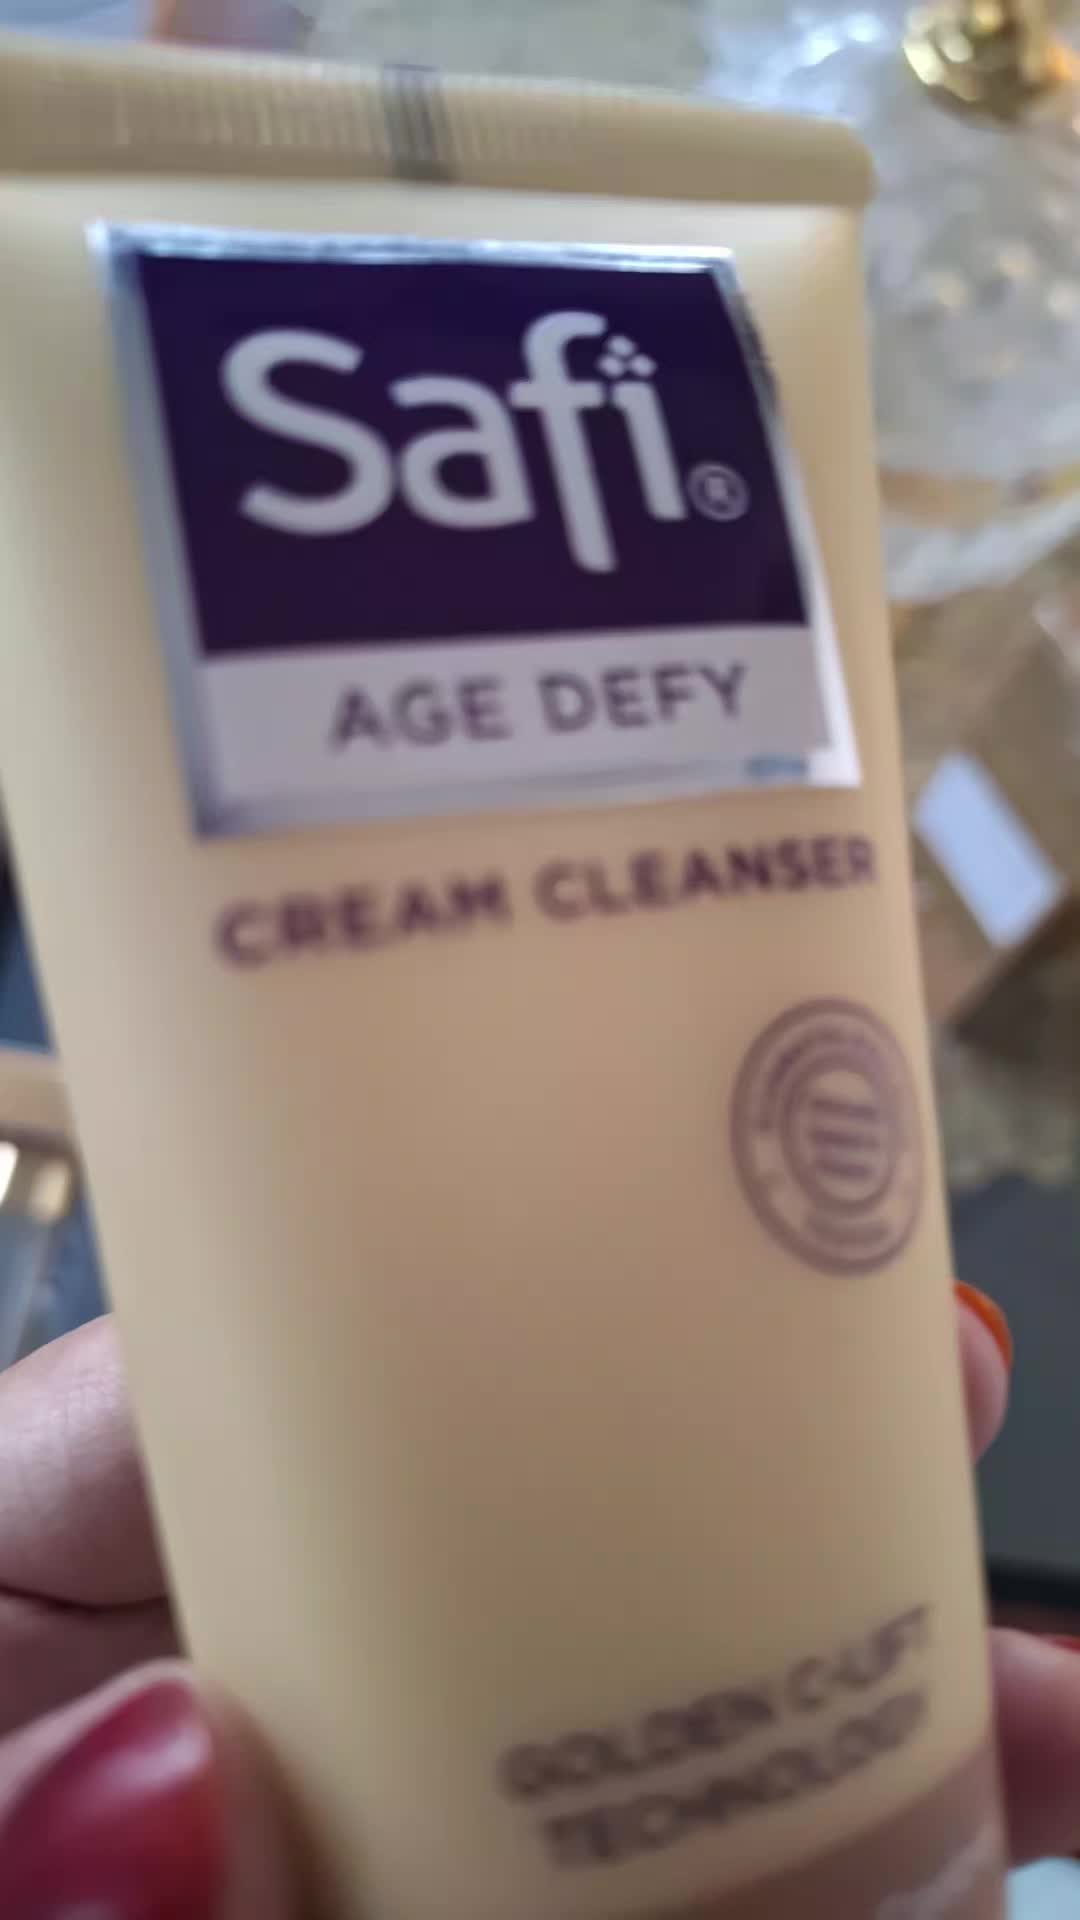 Safi®
AGE DEFY
CREAM CLEANSER
GOLDEN C-LIFT
TECHNOLOGY